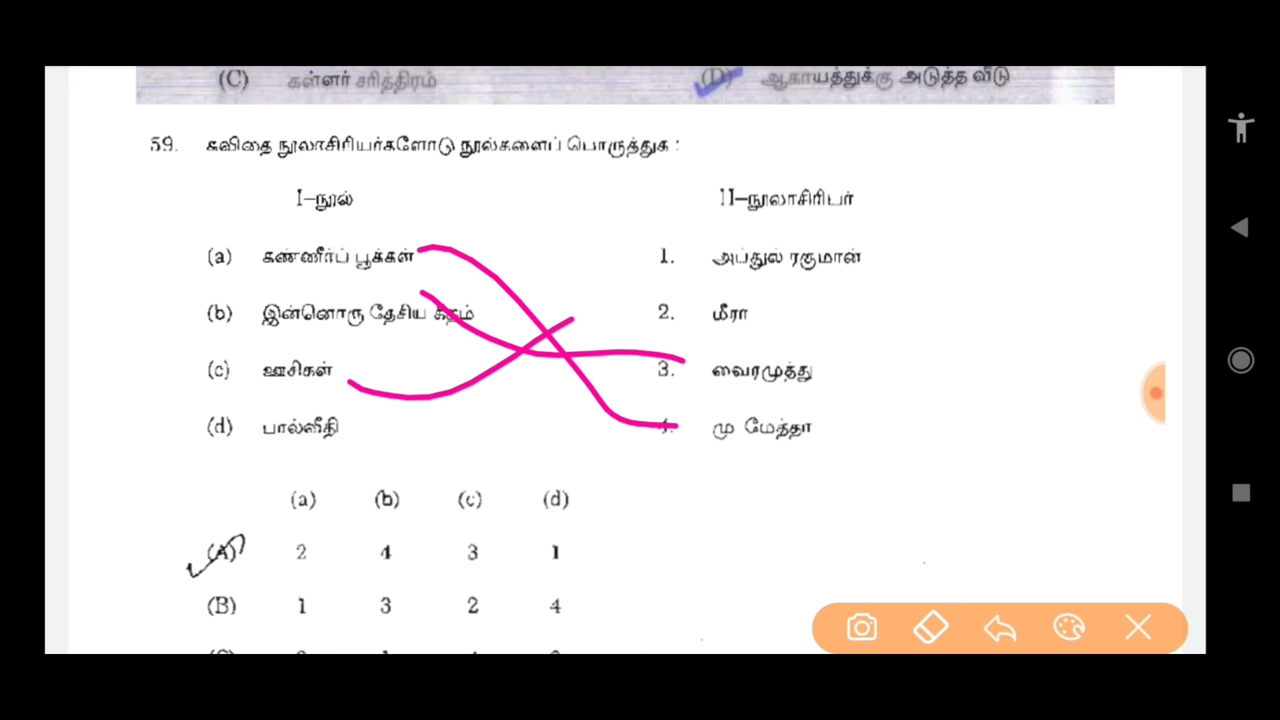 (C) கள்ளர் சரித்திரம் (D) ஆகாயத்துக்கு அடுத்த வீடு
59. கவிதை நூலாசிரியர்களோடு நூல்களைப் பொருத்துக :
I–நூல் II–நூலாசிரியர்
(a) கண்ணீர்ப் பூக்கள் 1. அப்துல் ரகுமான்
(b) இன்னொரு தேசிய கீதம் 2. மீரா
(c) ஊசிகள் 3. வைரமுத்து
(d) பால்வீதி 4. மு மேத்தா
(a) (b) (c) (d)
(A) 2 4 3 1
(B) 1 3 2 4